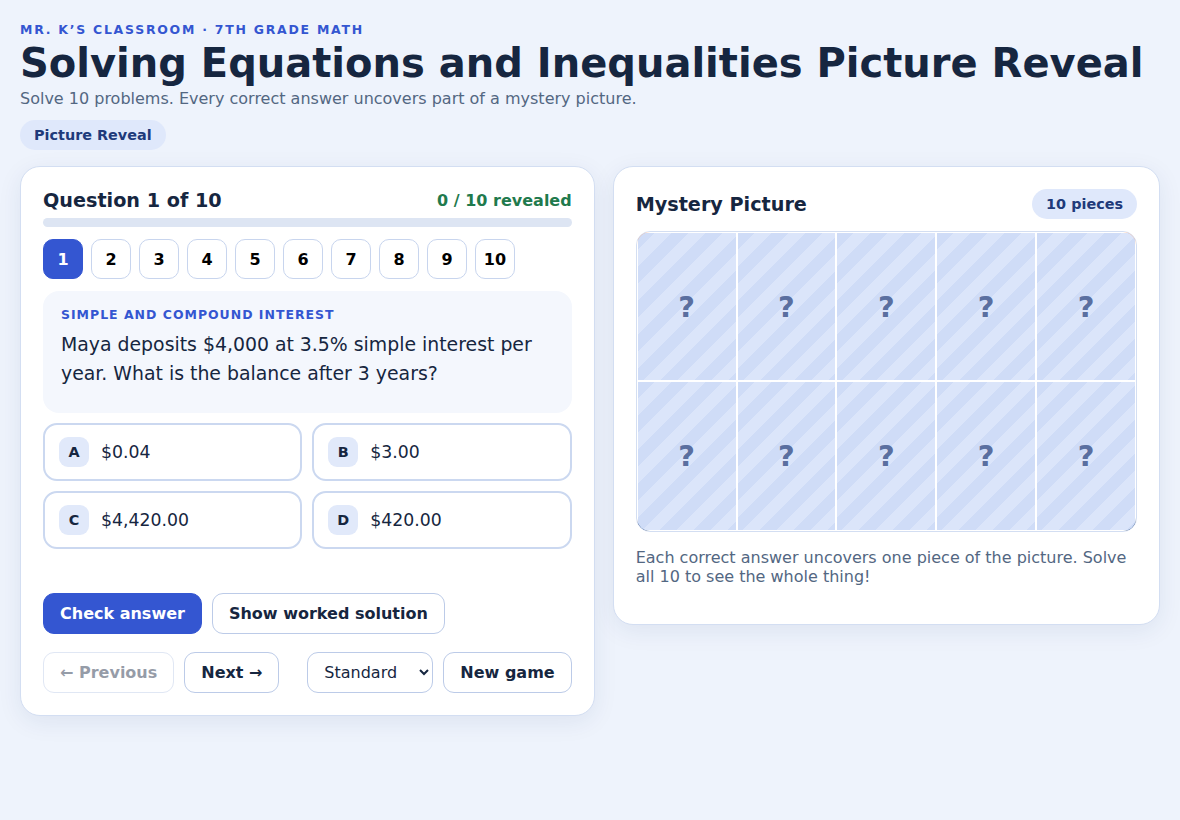 MR. K’S CLASSROOM · 7TH GRADE MATH
Solving Equations and Inequalities Picture Reveal
Solve 10 problems. Every correct answer uncovers part of a mystery picture.
Picture Reveal
Question 1 of 10
0 / 10 revealed
1 2 3 4 5 6 7 8 9 10
SIMPLE AND COMPOUND INTEREST
Maya deposits $4,000 at 3.5% simple interest per
year. What is the balance after 3 years?
A $0.04
B $3.00
C $4,420.00
D $420.00
Check answer
Show worked solution
← Previous
Next →
Standard
New game
Mystery Picture
10 pieces
? ? ? ? ?
? ? ? ? ?
Each correct answer uncovers one piece of the picture. Solve
all 10 to see the whole thing!